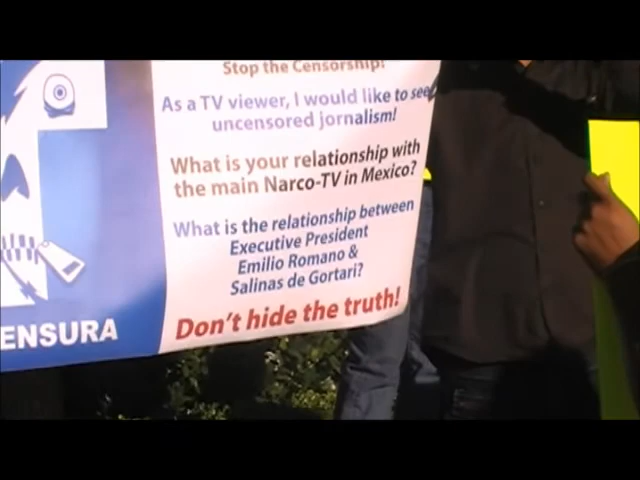 Stop the Censorship!
As a TV viewer, I would like to see
uncensored jornalism!
What is your relationship with
the main Narco-TV in Mexico?
What is the relationship between
Executive President
Emilio Romano &
Salinas de Gortari?
Don't hide the truth!
ENSURA